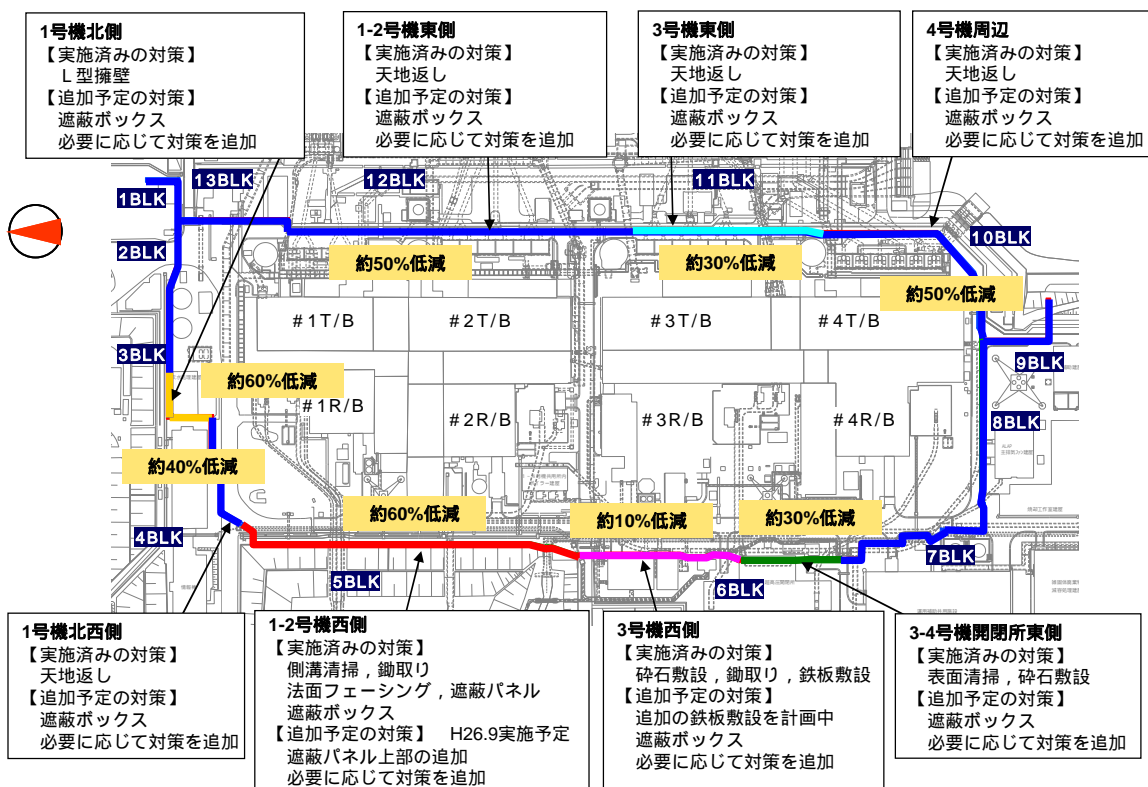 1号機北側
【実施済みの対策】
L型擁壁
【追加予定の対策】
遮蔽ボックス
必要に応じて対策を追加
1-2号機東側
【実施済みの対策】
天地返し
【追加予定の対策】
遮蔽ボックス
必要に応じて対策を追加
3号機東側
【実施済みの対策】
天地返し
【追加予定の対策】
遮蔽ボックス
必要に応じて対策を追加
4号機周辺
【実施済みの対策】
天地返し
【追加予定の対策】
遮蔽ボックス
必要に応じて対策を追加
1BLK
13BLK
12BLK
11BLK
10BLK
2BLK
約50%低減
約30%低減
約50%低減
#1T/B
#2T/B
#3T/B
#4T/B
3BLK
9BLK
約60%低減
#1R/B
#2R/B
#3R/B
#4R/B
8BLK
約40%低減
約60%低減
約10%低減
約30%低減
4BLK
5BLK
6BLK
7BLK
1号機北西側
【実施済みの対策】
天地返し
【追加予定の対策】
遮蔽ボックス
必要に応じて対策を追加
1-2号機西側
【実施済みの対策】
側溝清掃，鋤取り
法面フェーシング，遮蔽パネル
遮蔽ボックス
【追加予定の対策】　H26.9実施予定
遮蔽パネル上部の追加
必要に応じて対策を追加
3号機西側
【実施済みの対策】
砕石敷設，鋤取り，鉄板敷設
【追加予定の対策】
追加の鉄板敷設を計画中
遮蔽ボックス
必要に応じて対策を追加
3-4号機開閉所東側
【実施済みの対策】
表面清掃，砕石敷設
【追加予定の対策】
遮蔽ボックス
必要に応じて対策を追加